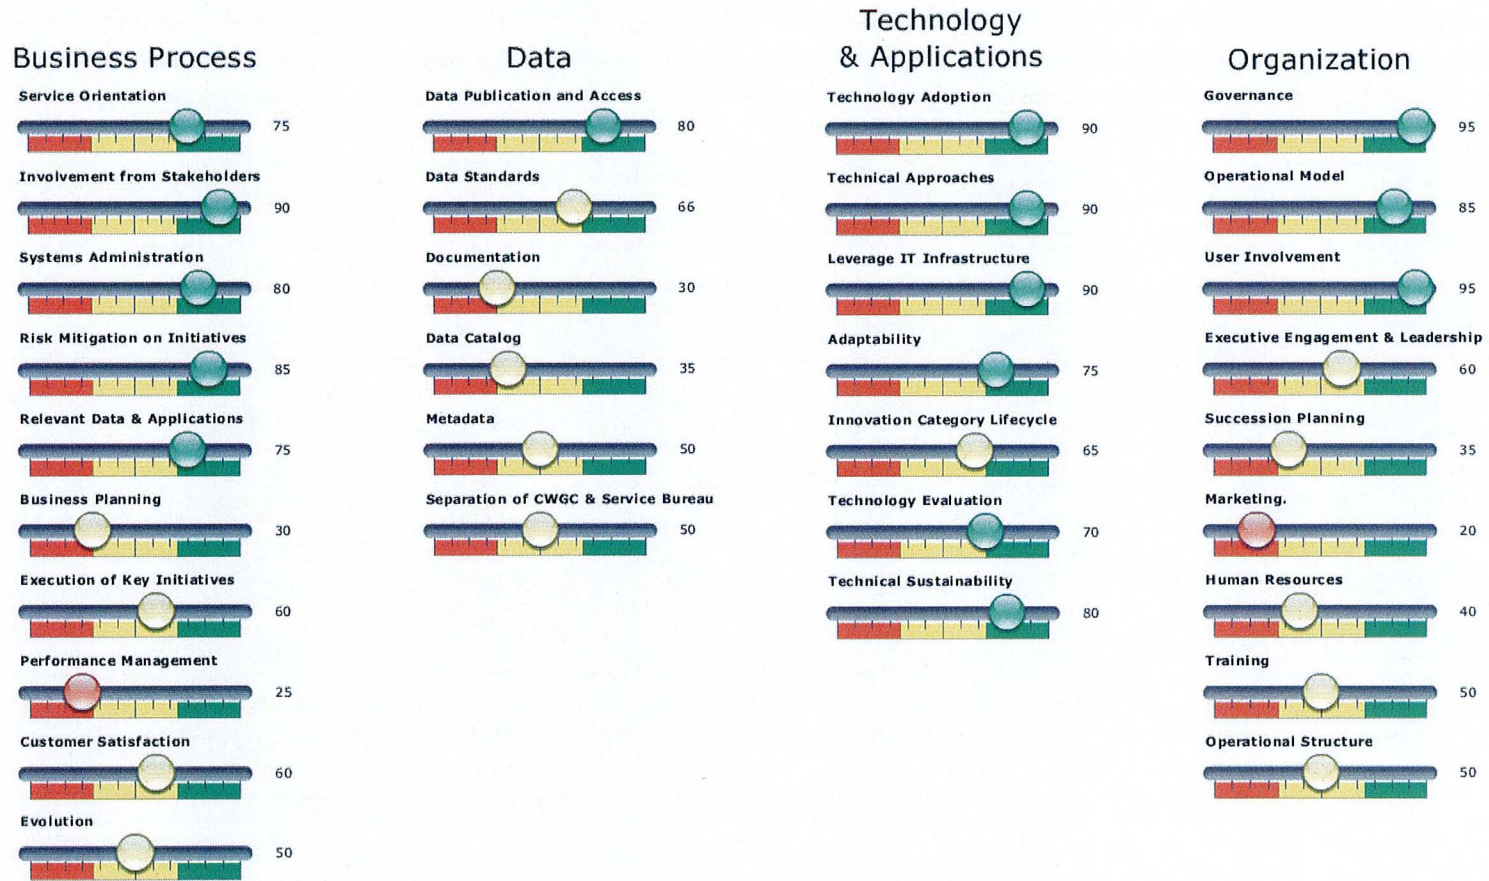 Business Process
Service Orientation
75
Involvement from Stakeholders
90
Systems Administration
80
Risk Mitigation on Initiatives
85
Relevant Data & Applications
75
Business Planning
30
Execution of Key Initiatives
60
Performance Management
25
Customer Satisfaction
60
Evolution
50
Data
Data Publication and Access
80
Data Standards
66
Documentation
30
Data Catalog
35
Metadata
50
Separation of CWGC & Service Bureau
50
Technology
& Applications
Technology Adoption
90
Technical Approaches
90
Leverage IT Infrastructure
90
Adaptability
75
Innovation Category Lifecycle
65
Technology Evaluation
70
Technical Sustainability
80
Organization
Governance
95
Operational Model
85
User Involvement
95
Executive Engagement & Leadership
60
Succession Planning
35
Marketing.
20
Human Resources
40
Training
50
Operational Structure
50